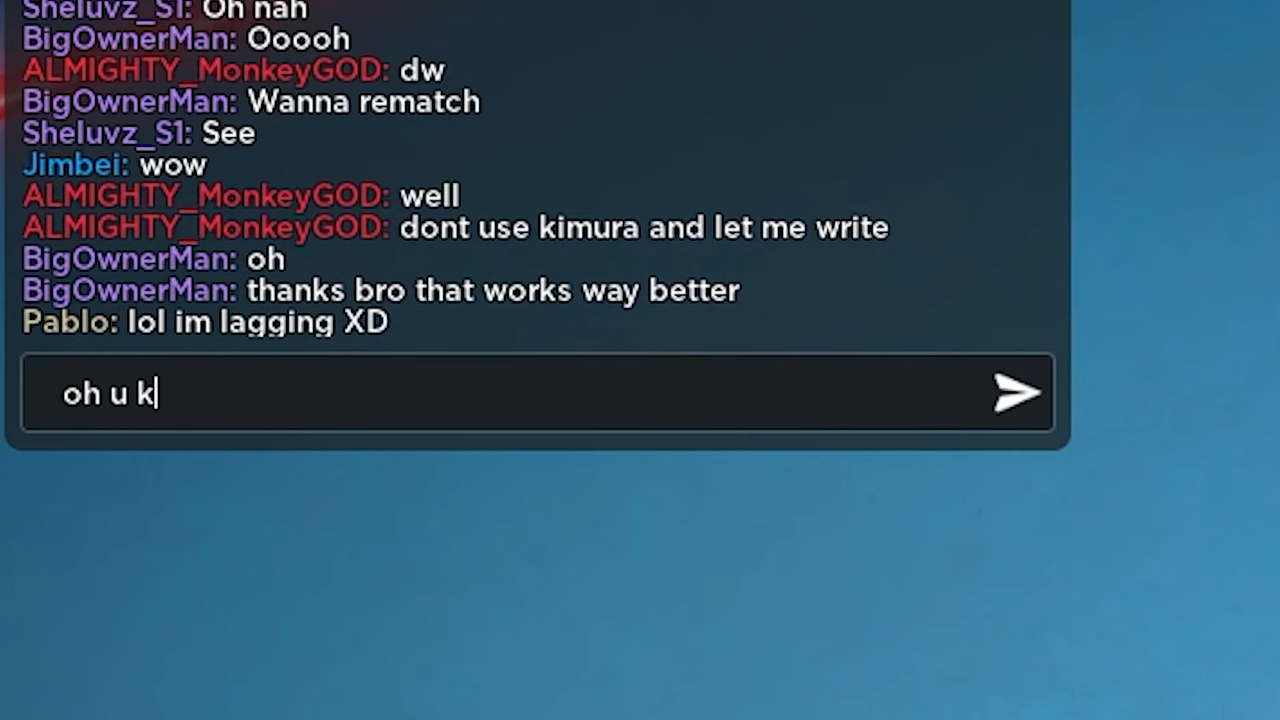 Sheluvz_S1: Oh nah
BigOwnerMan: Ooooh
ALMIGHTY_MonkeyGOD: dw
BigOwnerMan: Wanna rematch
Sheluvz_S1: See
Jimbei: wow
ALMIGHTY_MonkeyGOD: well
ALMIGHTY_MonkeyGOD: dont use kimura and let me write
BigOwnerMan: oh
BigOwnerMan: thanks bro that works way better
Pablo: lol im lagging XD
oh u k